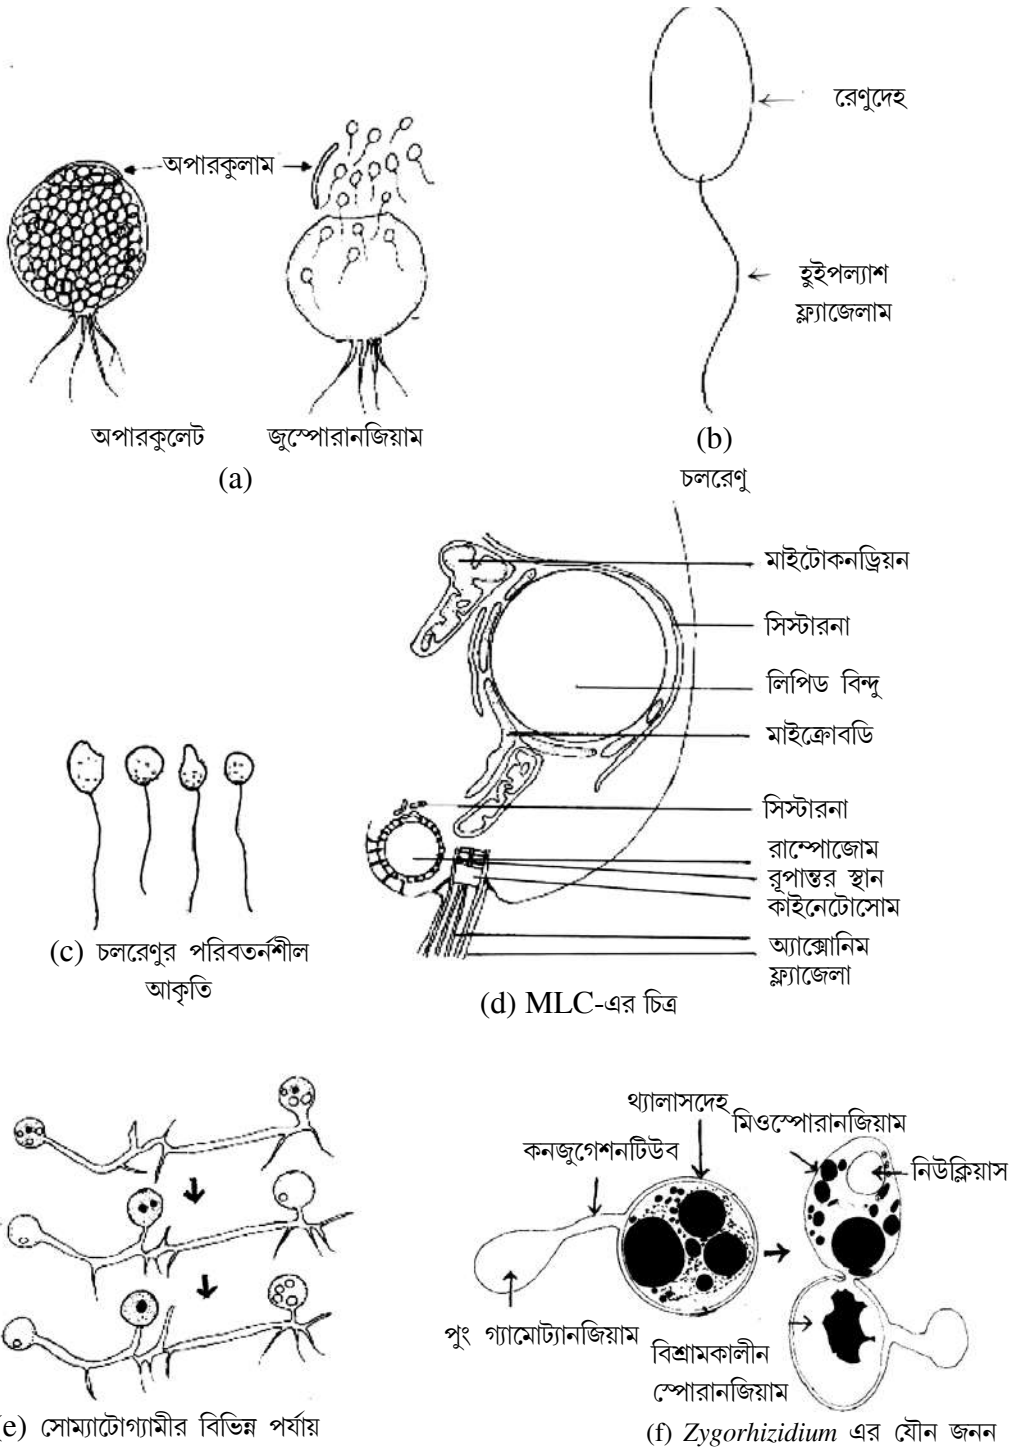 রেণুদেহ
অপারকুলাম
হুইপল্যাশ
ফ্ল্যাজেলাম
অপারকুলেট জুস্পোরানজিয়াম
(a)
(b)
চলরেণু
মাইটোকনড্রিয়ন
সিস্টারনা
লিপিড বিন্দু
মাইক্রোবডি
সিস্টারনা
রাম্পোজোম
রূপান্তর স্থান
কাইনেটোসোম
অ্যাক্সোনিম
ফ্ল্যাজেলা
(c) চলরেণুর পরিবতর্নশীল
আকৃতি
(d) MLC-এর চিত্র
থ্যালাসদেহ
মিওস্পোরানজিয়াম
কনজুগেশনটিউব
নিউক্লিয়াস
পুং গ্যামোট্যানজিয়াম
বিশ্রামকালীন
স্পোরানজিয়াম
(e) সোম্যাটোগ্যামীর বিভিন্ন পর্যায়
(f) Zygorhizidium এর যৌন জনন